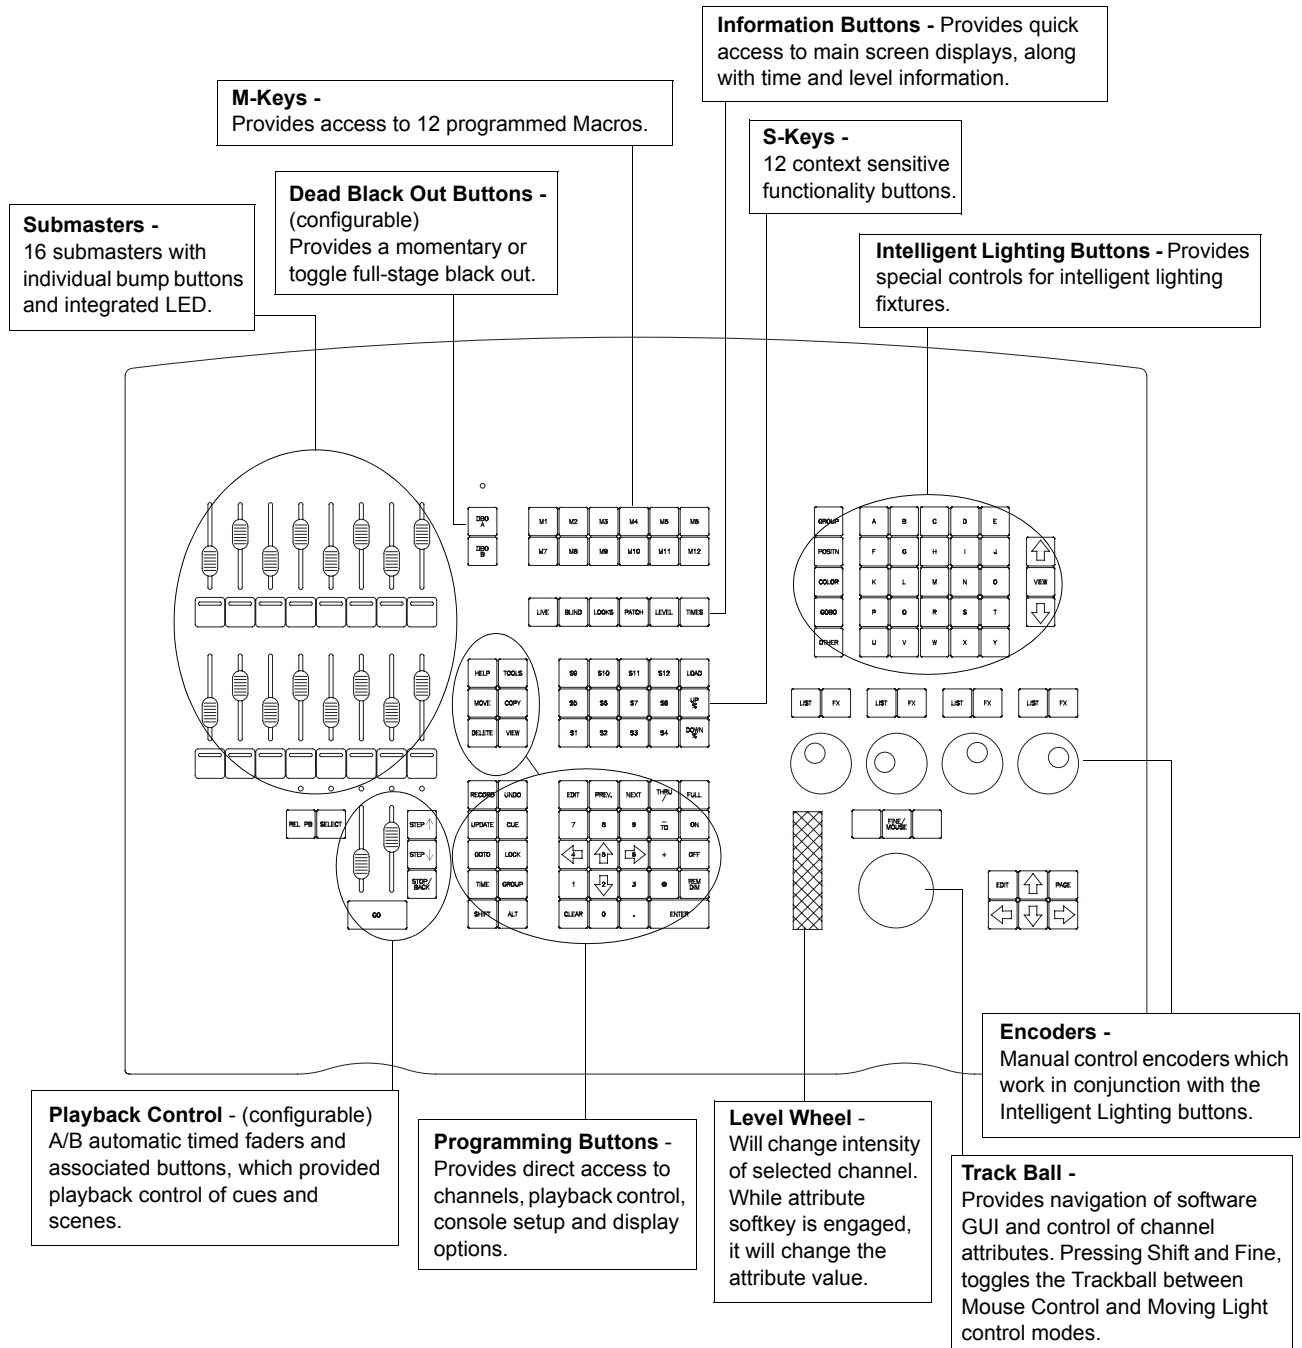 Information Buttons - Provides quick
access to main screen displays, along
with time and level information.
M-Keys -
Provides access to 12 programmed Macros.
S-Keys -
12 context sensitive
functionality buttons.
Dead Black Out Buttons -
(configurable)
Provides a momentary or
toggle full-stage black out.
Submasters -
16 submasters with
individual bump buttons
and integrated LED.
Intelligent Lighting Buttons - Provides
special controls for intelligent lighting
fixtures.
DBO A
M1 M2 M3 M4 M5 M6
DBO B
M7 M8 M9 M10 M11 M12
GROUP A B C D E
POSITN F G H I J
COLOR K L M N O VIEW
GOBO P Q R S T
OTHER U V W X Y
LIVE BLIND LOOKS PATCH LEVEL TIMES
HELP TOOLS
MOVE COPY
DELETE VIEW
S9 S10 S11 S12 LOAD
S5 S6 S7 S8 UP %
S1 S2 S3 S4 DOWN %
LIST FX LIST FX LIST FX LIST FX
REL PB SELECT
STEP
STEP
STOP/ BACK
GO
RECORD UNDO
UPDATE CUE
GOTO LOCK
TIME GROUP
SHIFT ALT
EDIT PREV. NEXT THRU / FULL
7 8 9 – TO ON
4 5 6 + OFF
1 2 3 @ REM DIM
CLEAR 0 . ENTER
FINE/ MOUSE
EDIT PAGE
Encoders -
Manual control encoders which
work in conjunction with the
Intelligent Lighting buttons.
Playback Control - (configurable)
A/B automatic timed faders and
associated buttons, which provided
playback control of cues and
scenes.
Programming Buttons -
Provides direct access to
channels, playback control,
console setup and display
options.
Level Wheel -
Will change intensity
of selected channel.
While attribute
softkey is engaged,
it will change the
attribute value.
Track Ball -
Provides navigation of software
GUI and control of channel
attributes. Pressing Shift and Fine,
toggles the Trackball between
Mouse Control and Moving Light
control modes.